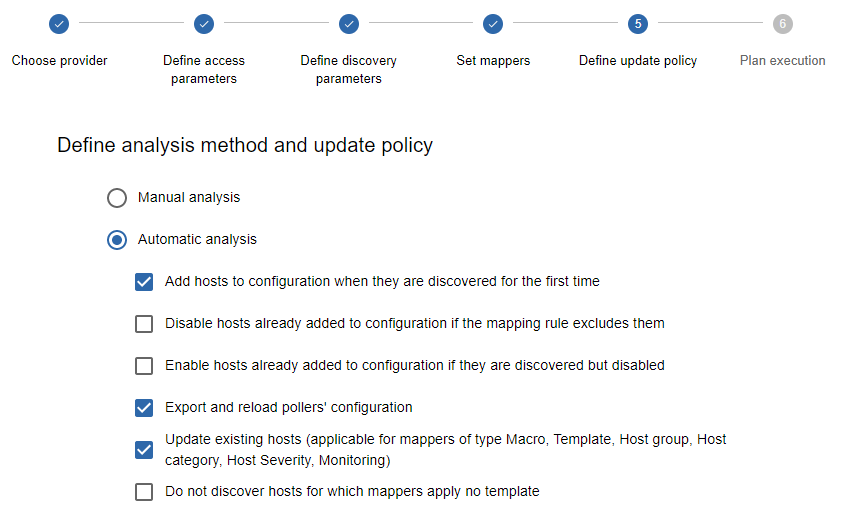 5
6
Choose provider
Define access
parameters
Define discovery
parameters
Set mappers
Define update policy
Plan execution
Define analysis method and update policy
Manual analysis
Automatic analysis
Add hosts to configuration when they are discovered for the first time
Disable hosts already added to configuration if the mapping rule excludes them
Enable hosts already added to configuration if they are discovered but disabled
Export and reload pollers' configuration
Update existing hosts (applicable for mappers of type Macro, Template, Host group, Host
category, Host Severity, Monitoring)
Do not discover hosts for which mappers apply no template